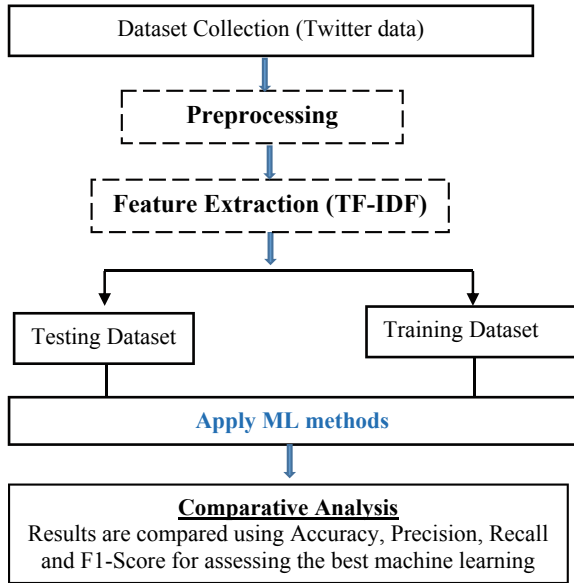 Dataset Collection (Twitter data)
Preprocessing
Feature Extraction (TF-IDF)
Testing Dataset
Training Dataset
Apply ML methods
Comparative Analysis
Results are compared using Accuracy, Precision, Recall
and F1-Score for assessing the best machine learning